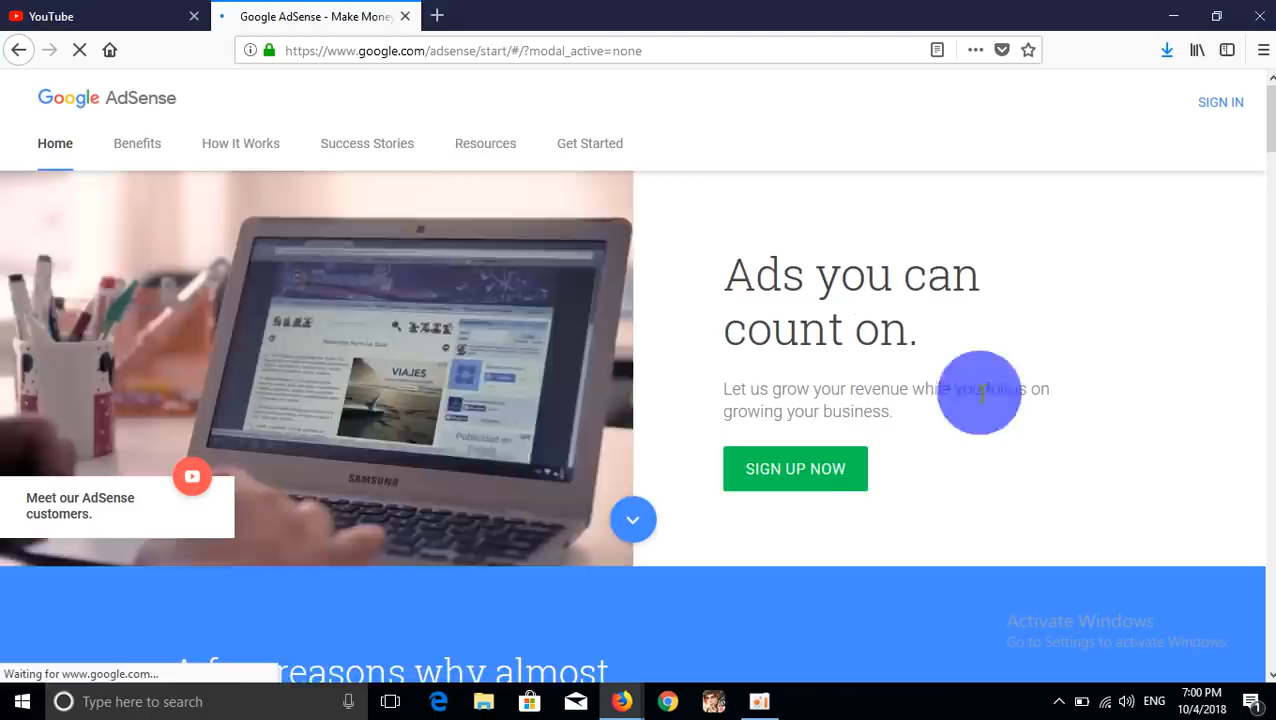 YouTube
Google AdSense - Make Money
https://www.google.com/adsense/start/#/?modal_active=none
Google AdSense
SIGN IN
Home
Benefits
How It Works
Success Stories
Resources
Get Started
Ads you can
count on.
Let us grow your revenue while you focus on
growing your business.
SIGN UP NOW
VIAJES
SAMSUNG
Meet our AdSense
customers.
reasons why almost
Activate Windows
Go to Settings to activate Windows.
Waiting for www.google.com...
Type here to search
ENG
7:00 PM
10/4/2018
1